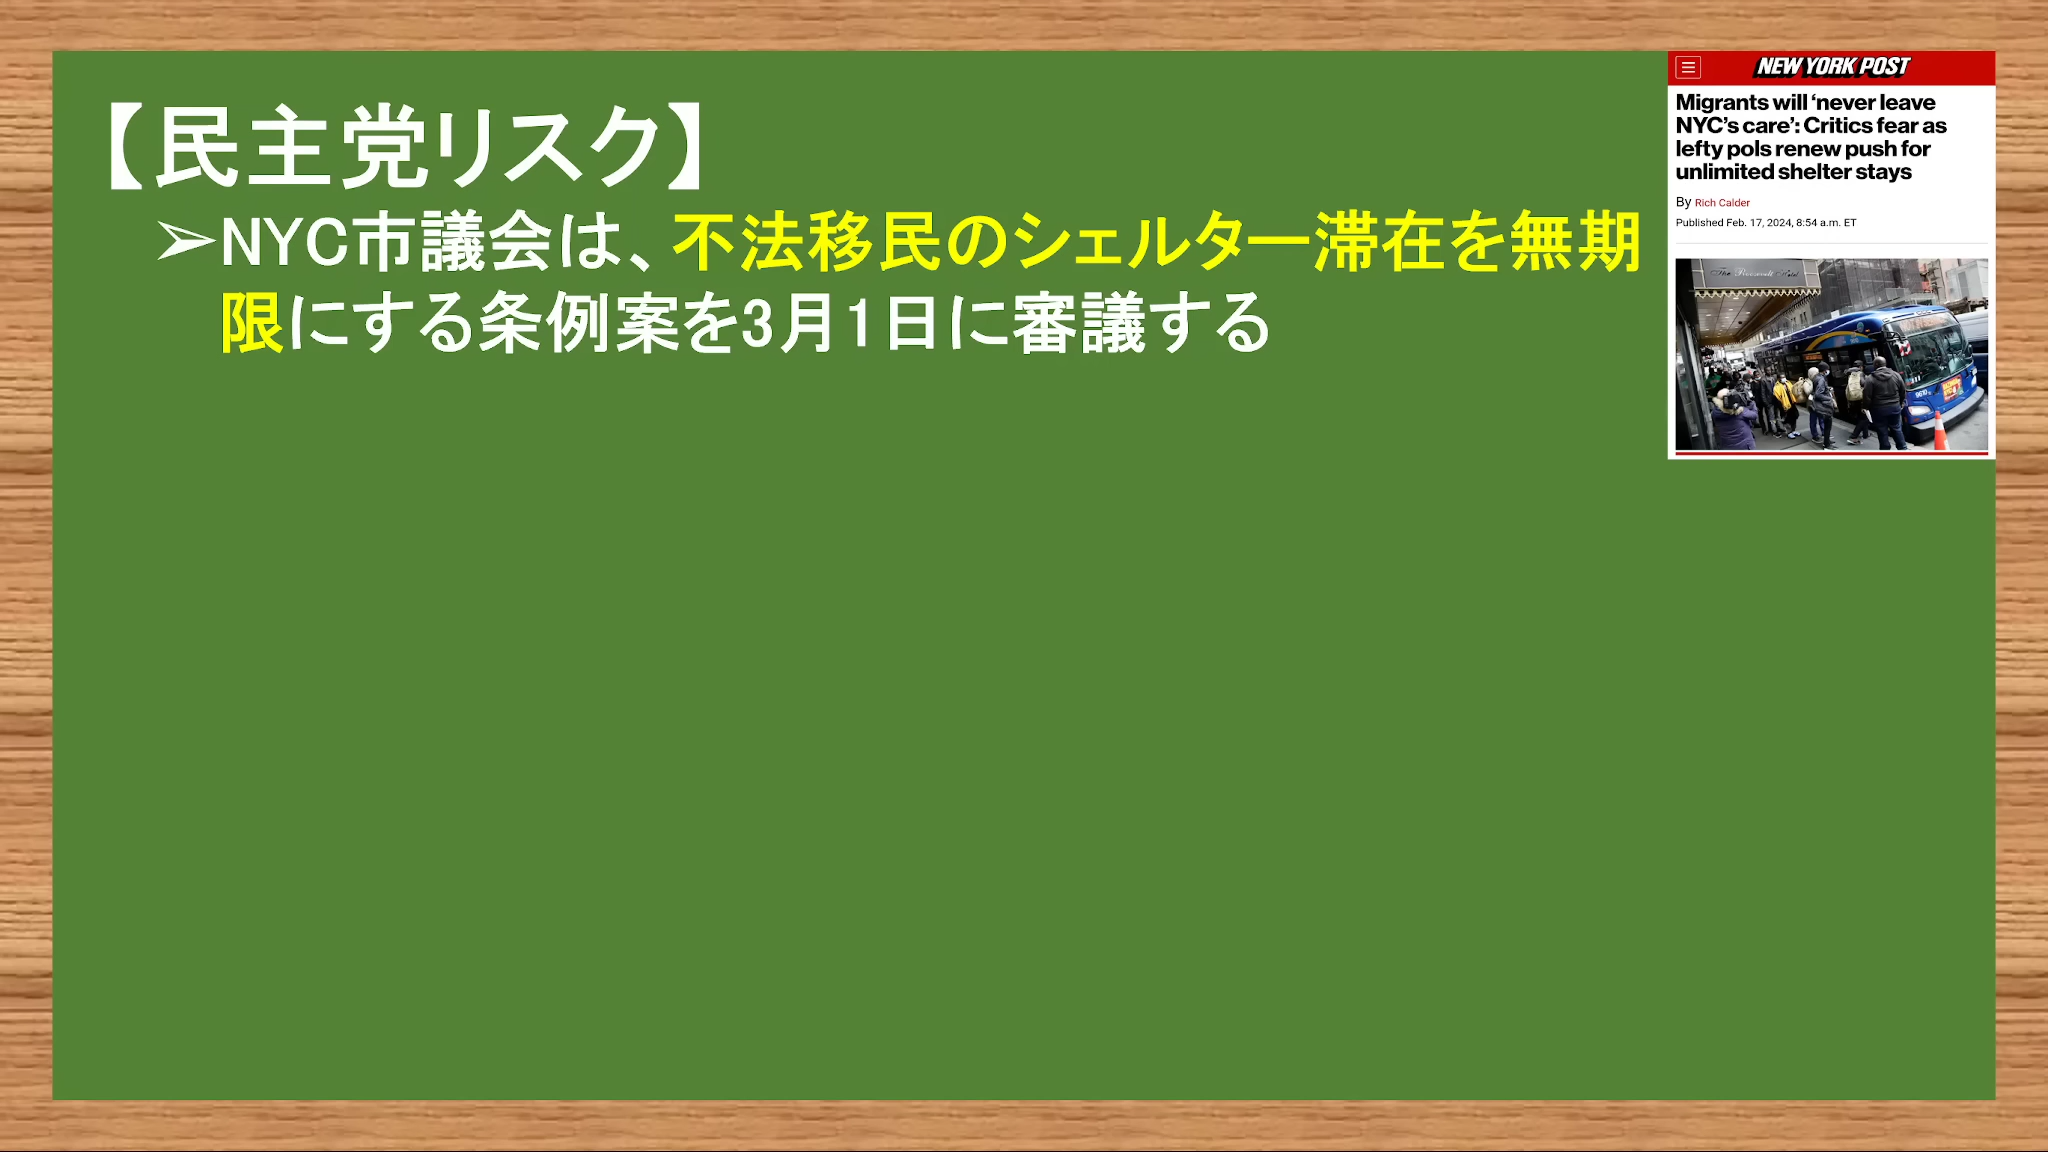 【民主党リスク】
➢NYC市議会は、不法移民のシェルター滞在を無期
限にする条例案を3月1日に審議する
NEW YORK POST
Migrants will ‘never leave
NYC’s care’: Critics fear as
lefty pols renew push for
unlimited shelter stays
By Rich Calder
Published Feb. 17, 2024, 8:54 a.m. ET
The Roosevelt Hotel